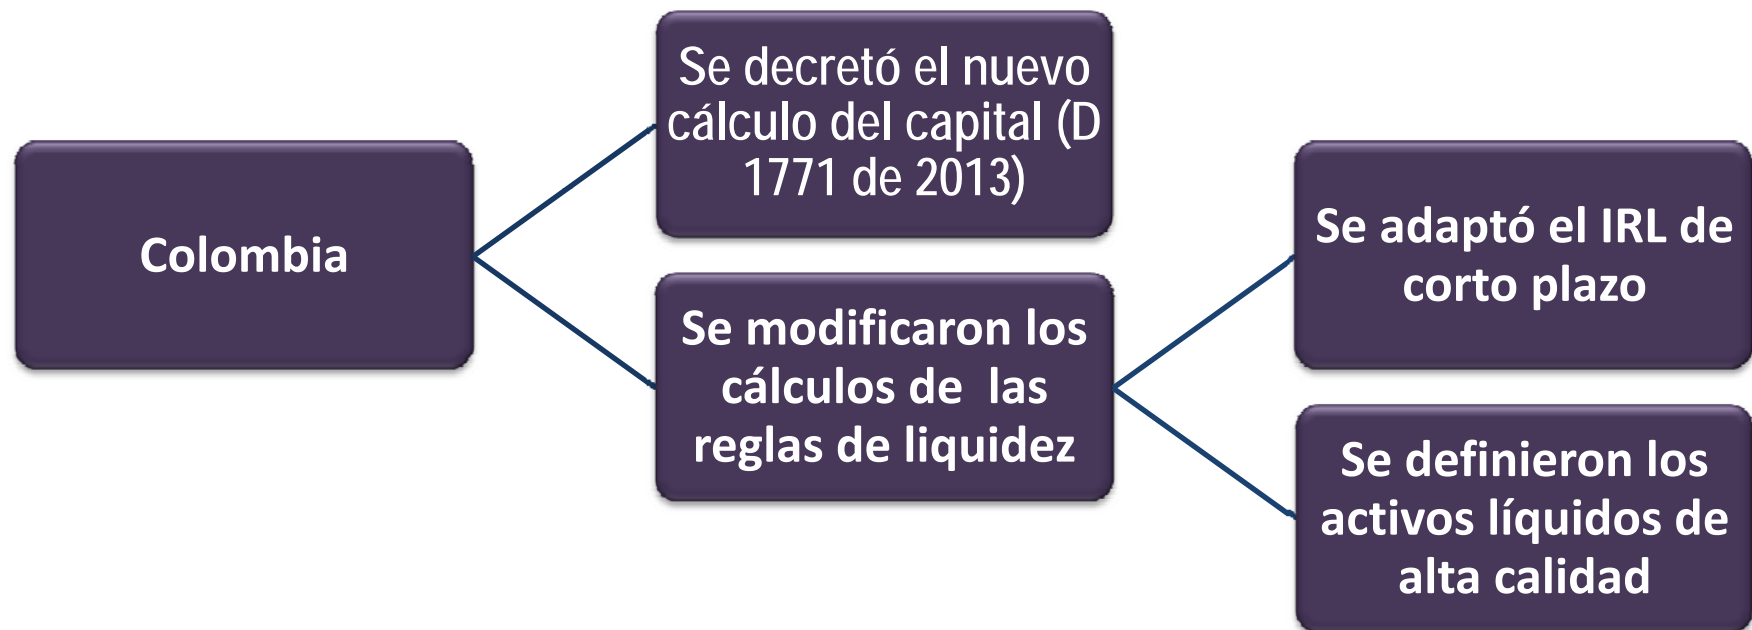 Colombia
Se decretó el nuevo
cálculo del capital (D
1771 de 2013)
Se modificaron los
cálculos de  las
reglas de liquidez
Se adaptó el IRL de
corto plazo
Se definieron los
activos líquidos de
alta calidad